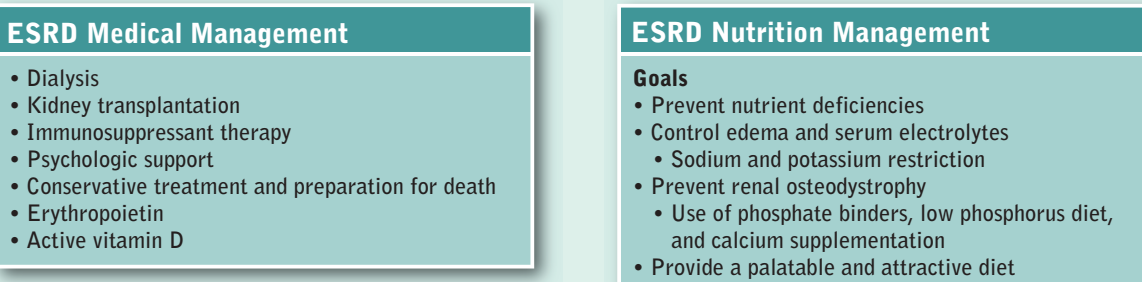 ESRD Medical Management
• Dialysis
• Kidney transplantation
• Immunosuppressant therapy
• Psychologic support
• Conservative treatment and preparation for death
• Erythropoietin
• Active vitamin D
ESRD Nutrition Management
Goals
• Prevent nutrient deficiencies
• Control edema and serum electrolytes
• Sodium and potassium restriction
• Prevent renal osteodystrophy
• Use of phosphate binders, low phosphorus diet,
and calcium supplementation
• Provide a palatable and attractive diet